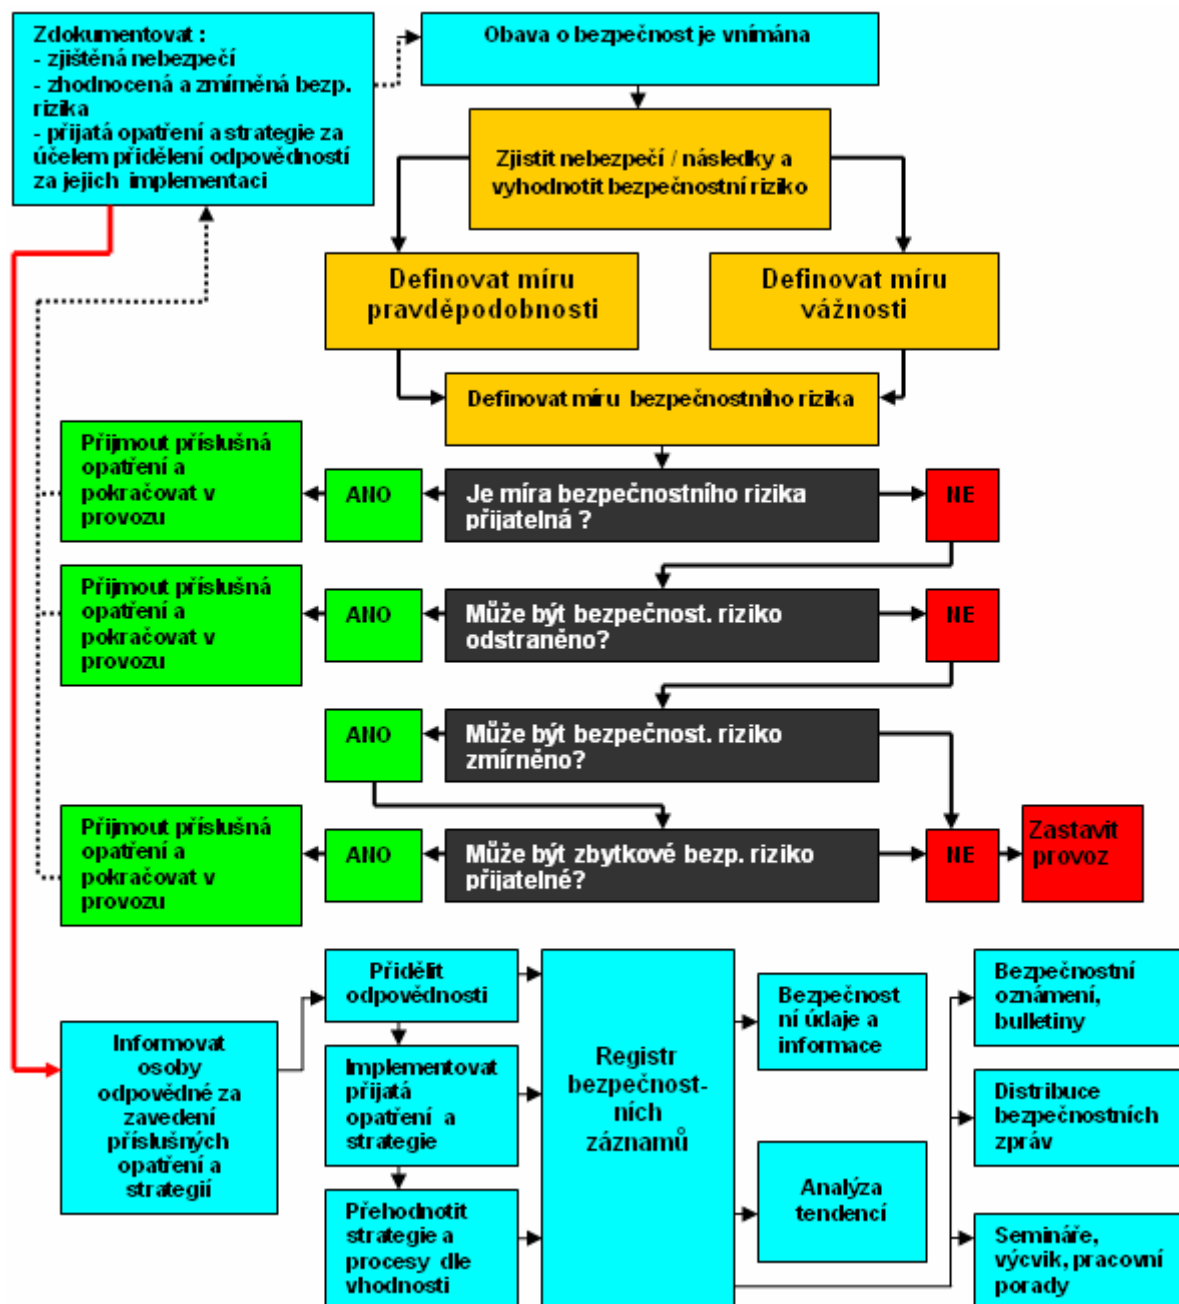 Zdokumentovat :
- zjištěná nebezpečí
- zhodnocená a zmírněná bezp.
rizika
- přijatá opatření a strategie za
účelem přidělení odpovědností
za jejich implementaci
Obava o bezpečnost je vnímána
Zjistit nebezpečí / následky a
vyhodnotit bezpečnostní riziko
Definovat míru
pravděpodobnosti
Definovat míru
vážnosti
Definovat míru bezpečnostního rizika
Přijmout příslušná
opatření a
pokračovat v
provozu
ANO
Je míra bezpečnostního rizika
přijatelná ?
NE
Přijmout příslušná
opatření a
pokračovat v
provozu
ANO
Může být bezpečnost. riziko
odstraněno?
NE
ANO
Může být bezpečnost. riziko
zmírněno?
Přijmout příslušná
opatření a
pokračovat v
provozu
ANO
Může být zbytkové bezp. riziko
přijatelné?
NE
Zastavit
provoz
Informovat
osoby
odpovědné za
zavedení
příslušných
opatření a
strategií
Přidělit
odpovědnosti
Implementovat
přijatá
opatření a
strategie
Přehodnotit
strategie a
procesy dle
vhodnosti
Registr
bezpečnost-
ních
záznamů
Bezpečnost
ní údaje a
informace
Analýza
tendencí
Bezpečnostní
oznámení,
bulletiny
Distribuce
bezpečnostních
zpráv
Semináře,
výcvik, pracovní
porady